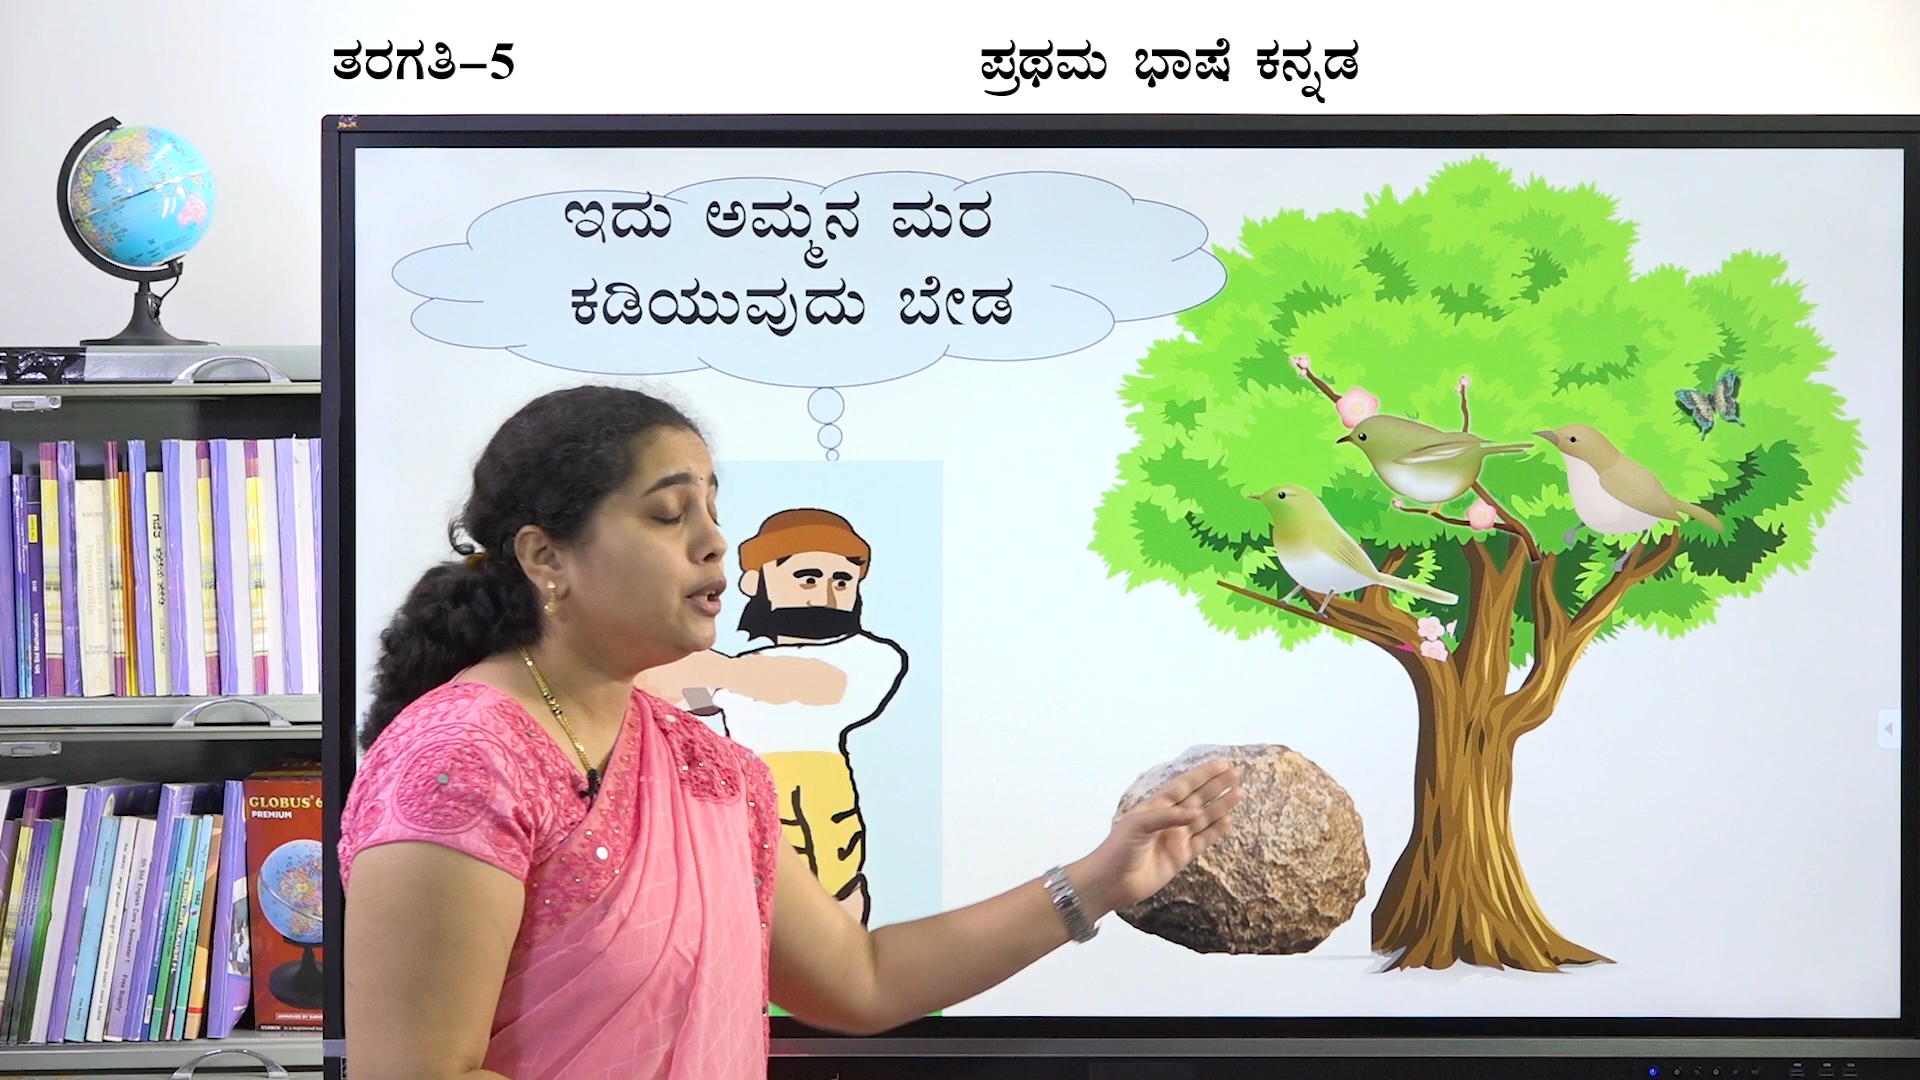 ತರಗತಿ-5
ಪ್ರಥಮ ಭಾಷೆ ಕನ್ನಡ
ಇದು ಅಮ್ಮನ ಮರ
ಕಡಿಯುವುದು ಬೇಡ
GLOBUS 6
PREMIUM